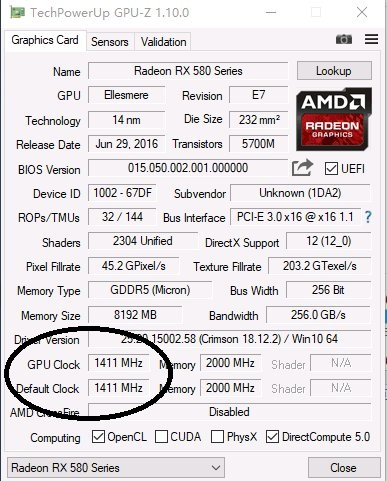 TechPowerUp GPU-Z 1.10.0
Graphics Card Sensors Validation
Name Radeon RX 580 Series Lookup
GPU Ellesmere Revision E7
Technology 14 nm Die Size 232 mm²
Release Date Jun 29, 2016 Transistors 5700M
AMD
RADEON
GRAPHICS
BIOS Version 015.050.002.001.000000 UEFI
Device ID 1002 - 67DF Subvendor Unknown (1DA2)
ROPs/TMUs 32 / 144 Bus Interface PCI-E 3.0 x16 @ x16 1.1 ?
Shaders 2304 Unified DirectX Support 12 (12_0)
Pixel Fillrate 45.2 GPixel/s Texture Fillrate 203.2 GTexel/s
Memory Type GDDR5 (Micron) Bus Width 256 Bit
Memory Size 8192 MB Bandwidth 256.0 GB/s
Driver Version 25.20.15002.58 (Crimson 18.12.2) / Win10 64
GPU Clock 1411 MHz Memory 2000 MHz Shader N/A
Default Clock 1411 MHz Memory 2000 MHz Shader N/A
AMD CrossFire Disabled
Computing OpenCL CUDA PhysX DirectCompute 5.0
Radeon RX 580 Series Close